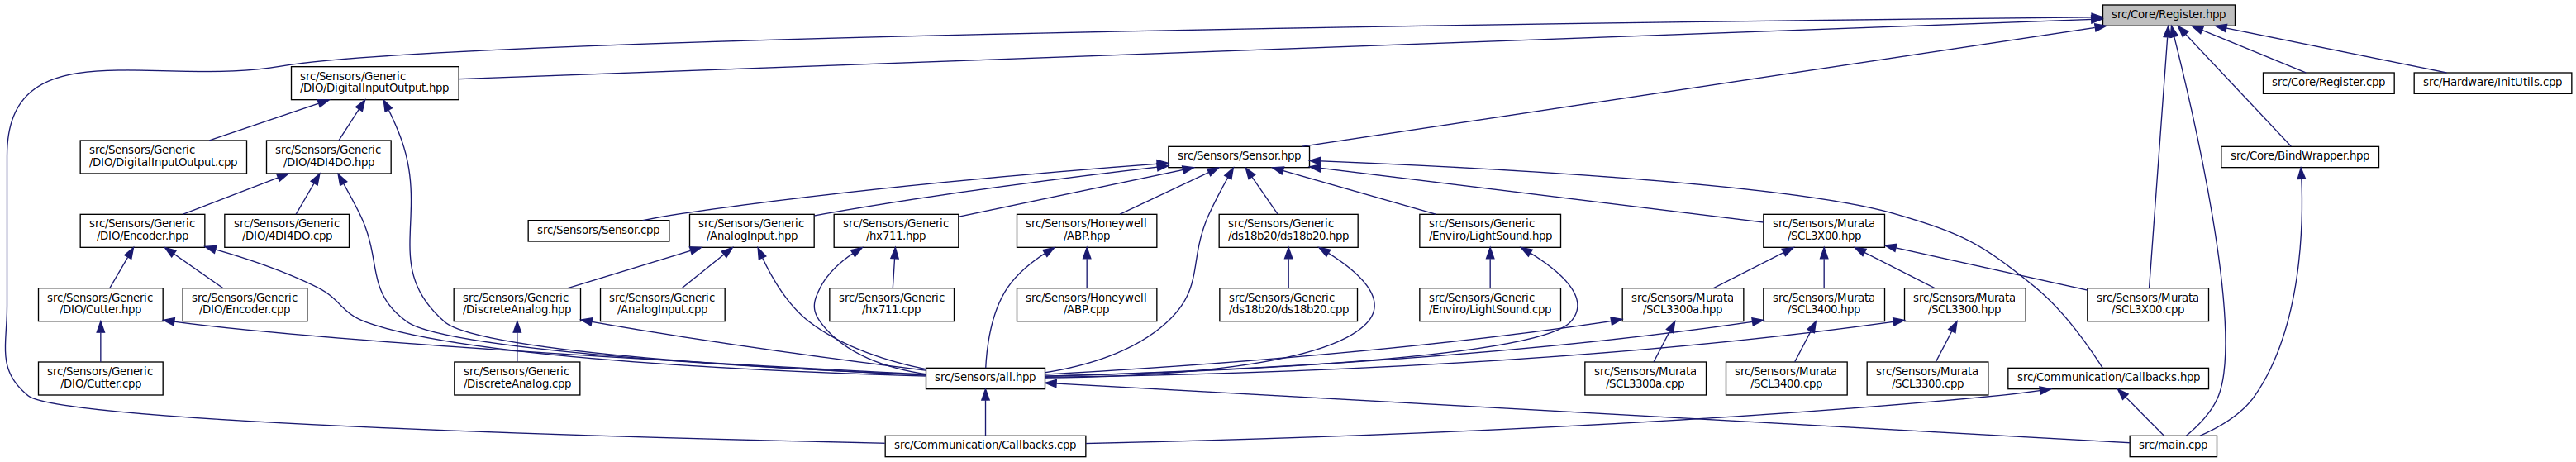 src/Core/Register.hpp
src/Sensors/Generic
/DIO/DigitalInputOutput.hpp
src/Core/Register.cpp
src/Hardware/InitUtils.cpp
src/Sensors/Generic
/DIO/DigitalInputOutput.cpp
src/Sensors/Generic
/DIO/4DI4DO.hpp
src/Sensors/Sensor.hpp
src/Core/BindWrapper.hpp
src/Sensors/Generic
/DIO/Encoder.hpp
src/Sensors/Generic
/DIO/4DI4DO.cpp
src/Sensors/Sensor.cpp
src/Sensors/Generic
/AnalogInput.hpp
src/Sensors/Generic
/hx711.hpp
src/Sensors/Honeywell
/ABP.hpp
src/Sensors/Generic
/ds18b20/ds18b20.hpp
src/Sensors/Generic
/Enviro/LightSound.hpp
src/Sensors/Murata
/SCL3X00.hpp
src/Sensors/Generic
/DIO/Cutter.hpp
src/Sensors/Generic
/DIO/Encoder.cpp
src/Sensors/Generic
/DiscreteAnalog.hpp
src/Sensors/Generic
/AnalogInput.cpp
src/Sensors/Generic
/hx711.cpp
src/Sensors/Honeywell
/ABP.cpp
src/Sensors/Generic
/ds18b20/ds18b20.cpp
src/Sensors/Generic
/Enviro/LightSound.cpp
src/Sensors/Murata
/SCL3300a.hpp
src/Sensors/Murata
/SCL3400.hpp
src/Sensors/Murata
/SCL3300.hpp
src/Sensors/Murata
/SCL3X00.cpp
src/Sensors/Generic
/DIO/Cutter.cpp
src/Sensors/Generic
/DiscreteAnalog.cpp
src/Sensors/all.hpp
src/Sensors/Murata
/SCL3300a.cpp
src/Sensors/Murata
/SCL3400.cpp
src/Sensors/Murata
/SCL3300.cpp
src/Communication/Callbacks.hpp
src/Communication/Callbacks.cpp
src/main.cpp